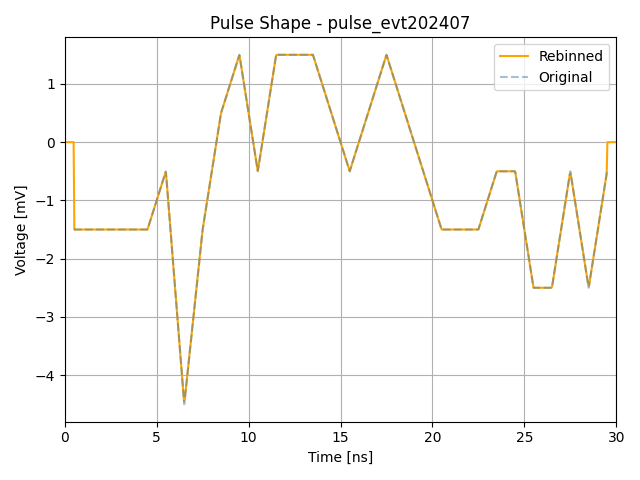 Pulse Shape - pulse_evt202407
Rebinned
Original
Voltage [mV]
1
0
−1
−2
−3
−4
0 5 10 15 20 25 30
Time [ns]